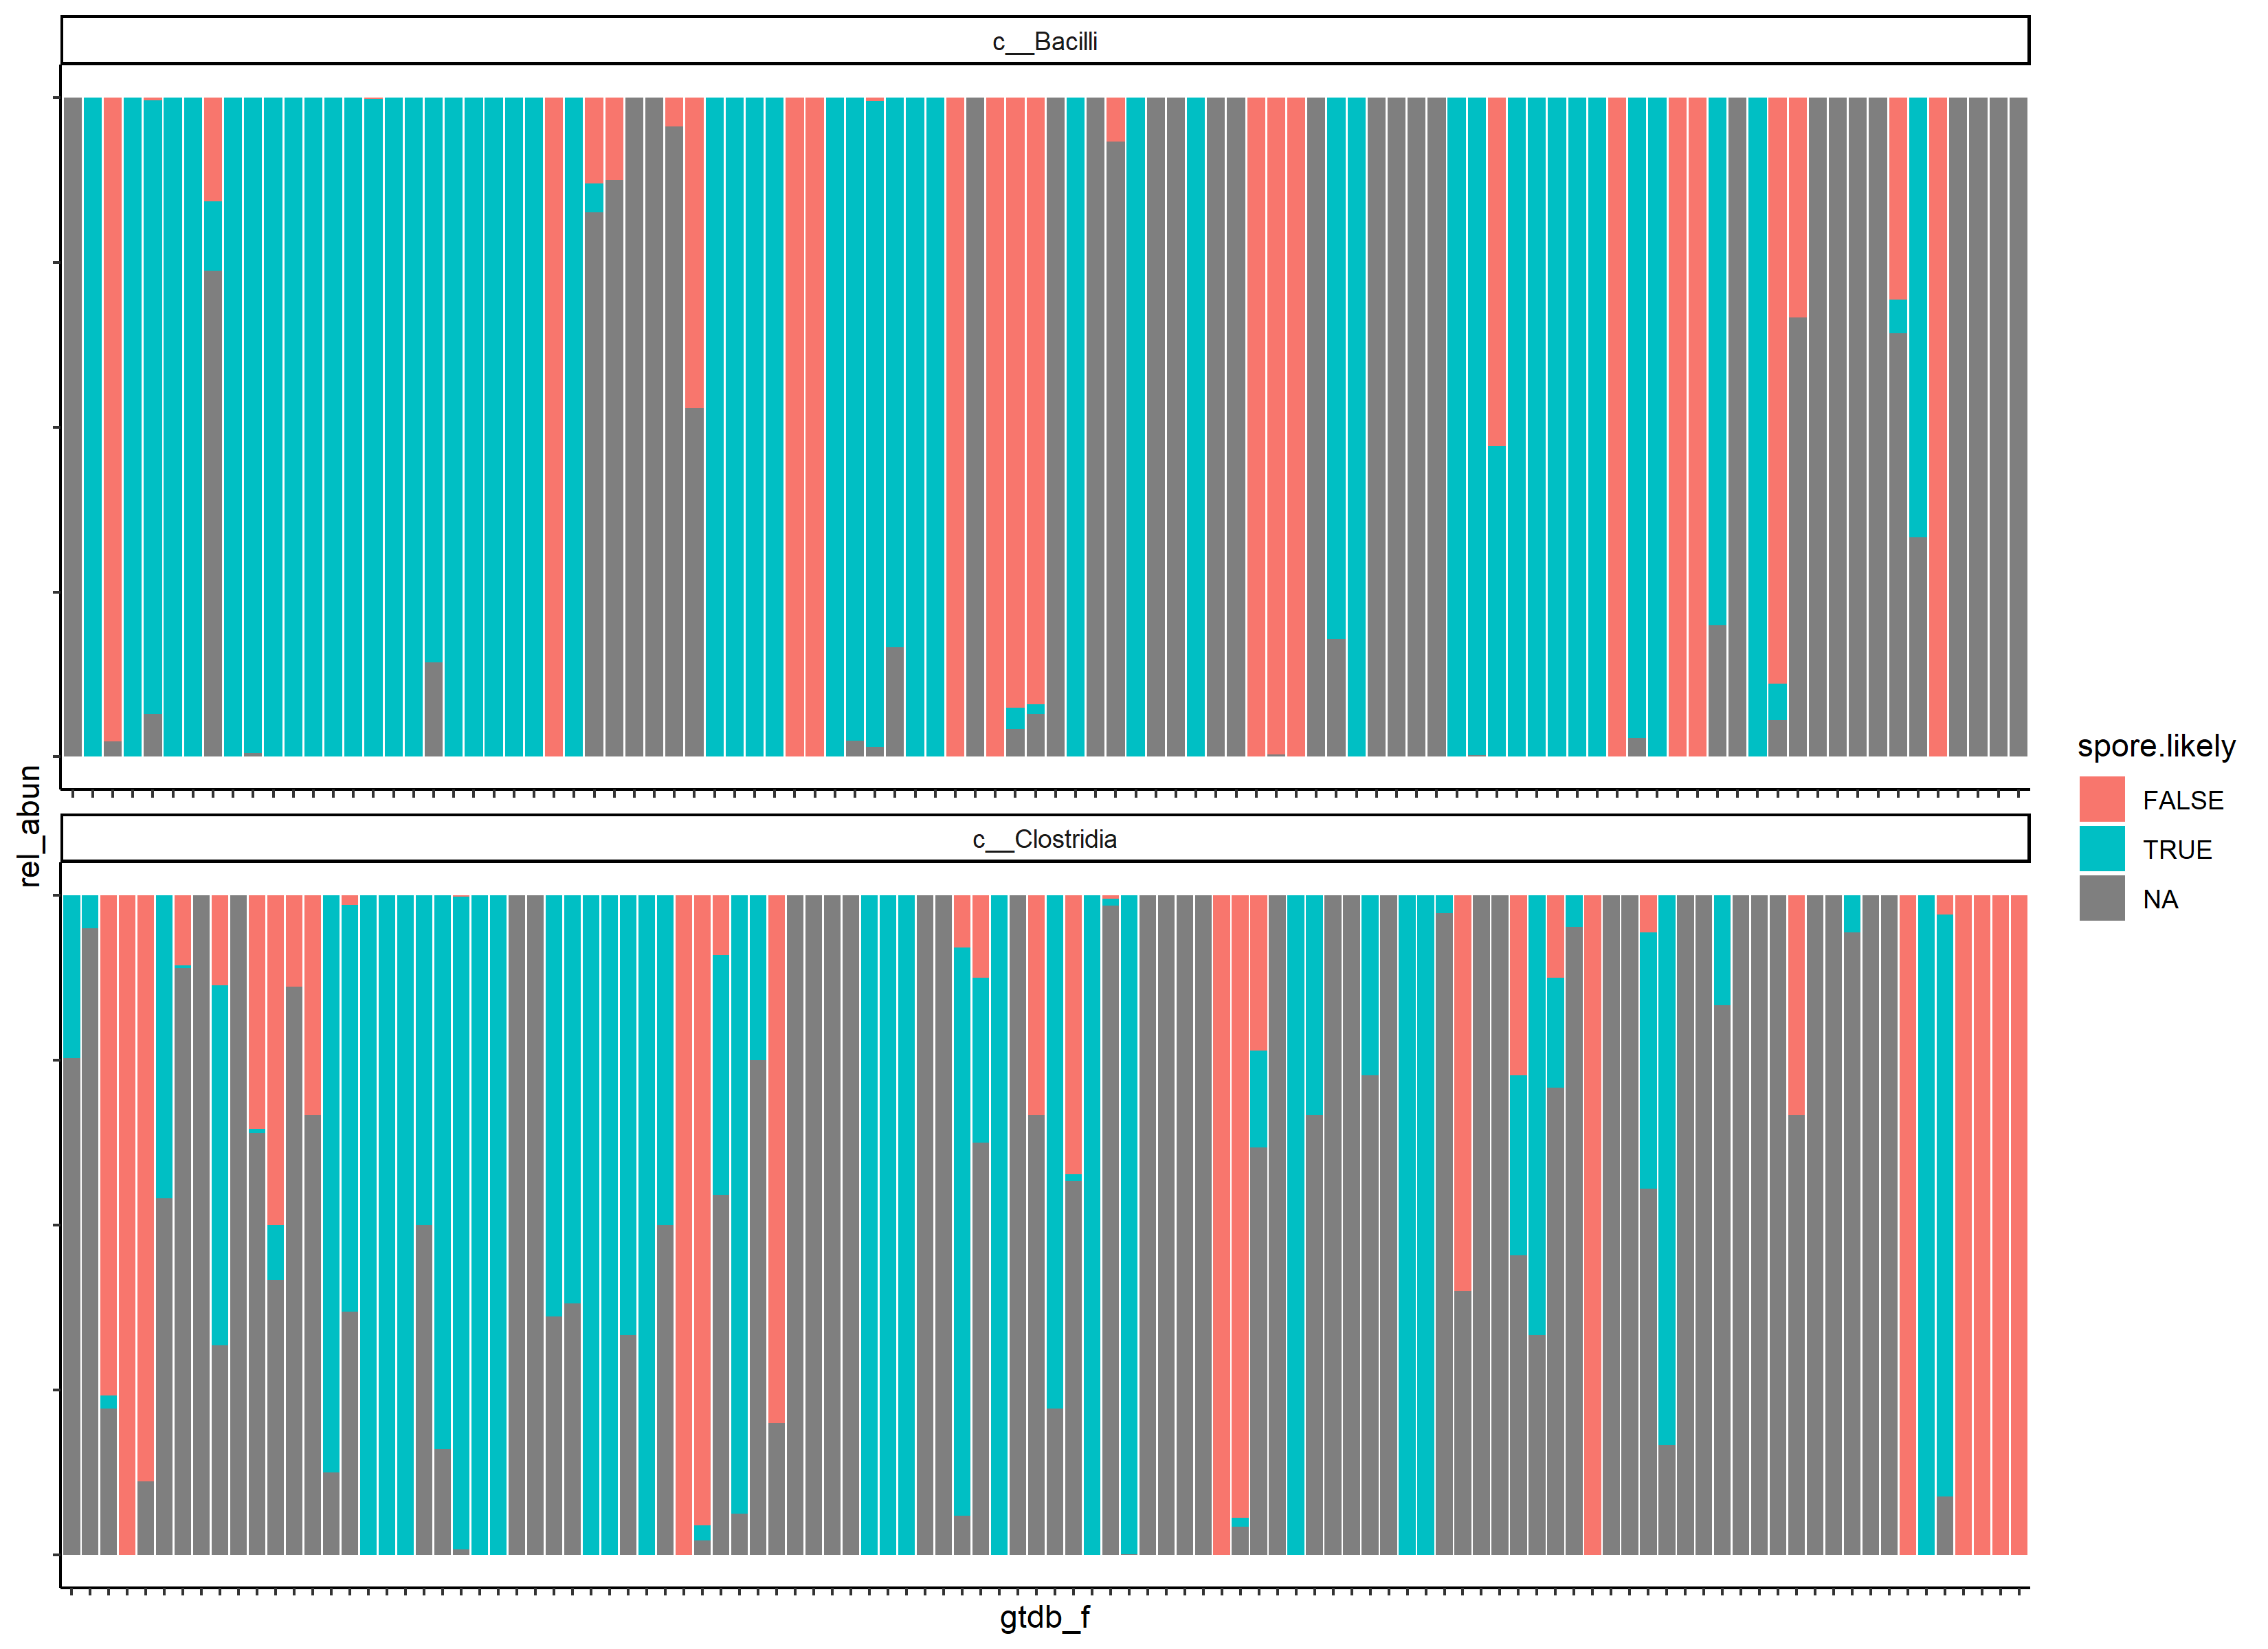 c__Bacilli
rel_abun
c__Clostridia
gtdb_f
spore.likely
FALSE
TRUE
NA